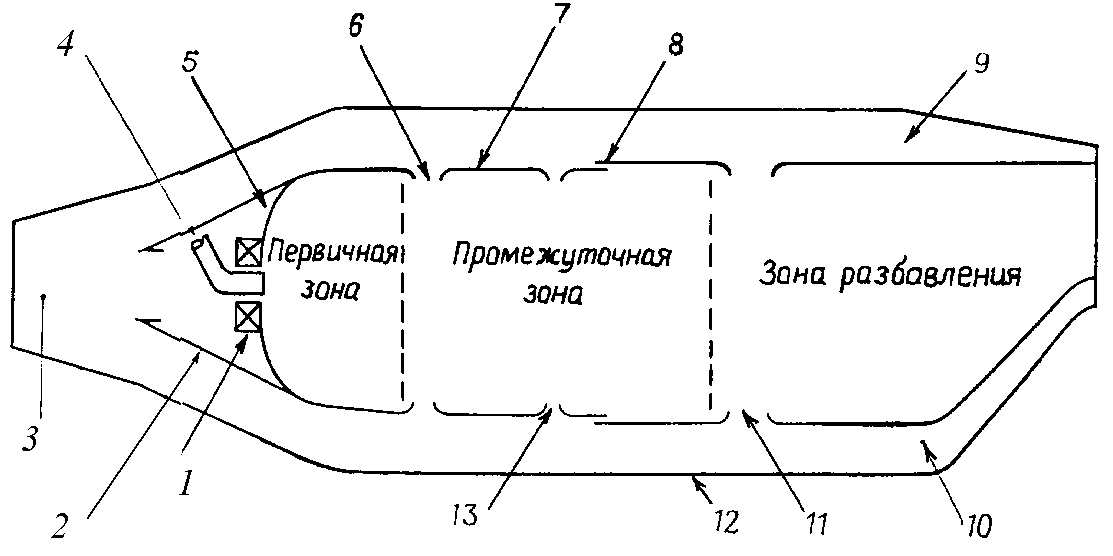 4
5
6
7
8
9
Первичная
зона
Промежуточная
зона
Зона разбавления
3
2
1
13
12
11
10